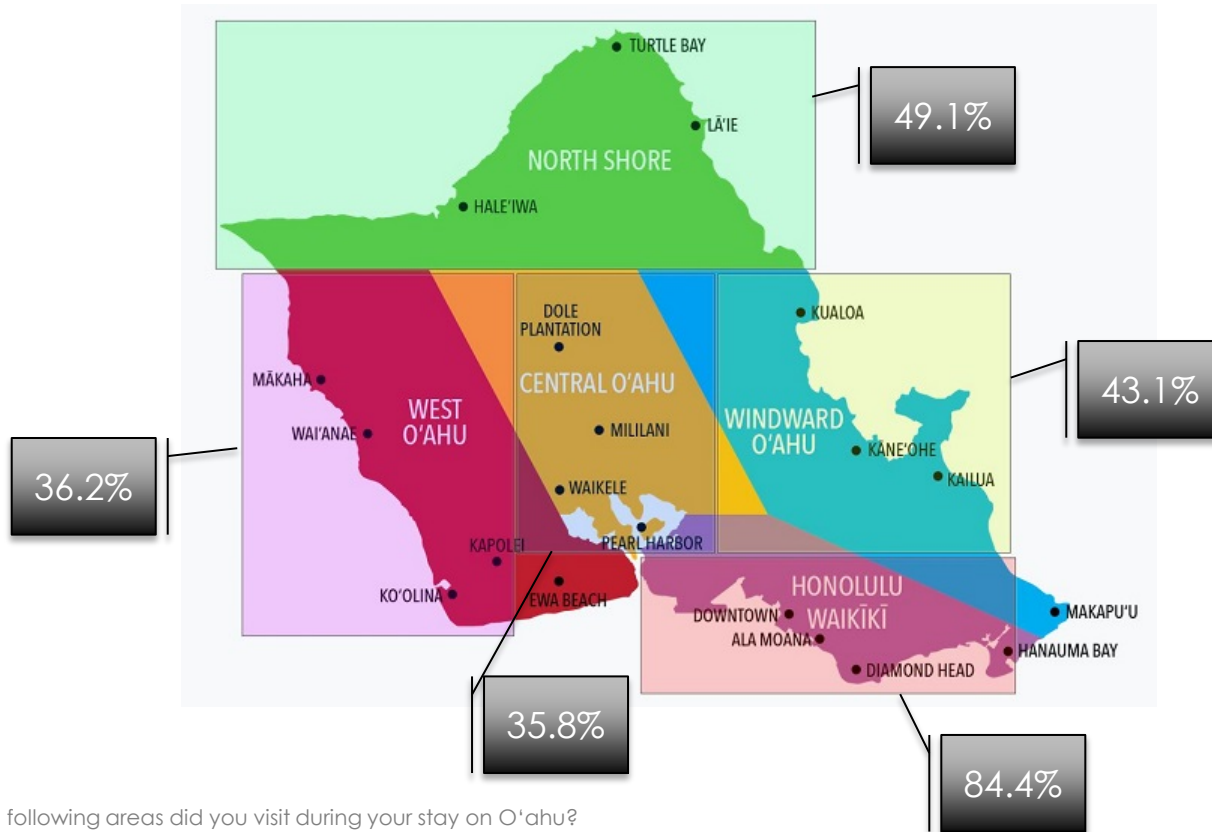 TURTLE BAY
49.1%
LĀ‘IE
NORTH SHORE
HALE‘IWA
DOLE
PLANTATION
KUALOA
MĀKAHA
CENTRAL O‘AHU
43.1%
WEST
O‘AHU
WINDWARD
O‘AHU
WAI‘ANAE
MILILANI
KĀNE‘OHE
36.2%
KAILUA
WAIKELE
PEARL HARBOR
KAPOLEI
KO‘OLINA
EWA BEACH
HONOLULU
WAIKĪKĪ
DOWNTOWN
MAKAPU‘U
ALA MOANA
HANAUMA BAY
DIAMOND HEAD
35.8%
84.4%
following areas did you visit during your stay on O‘ahu?